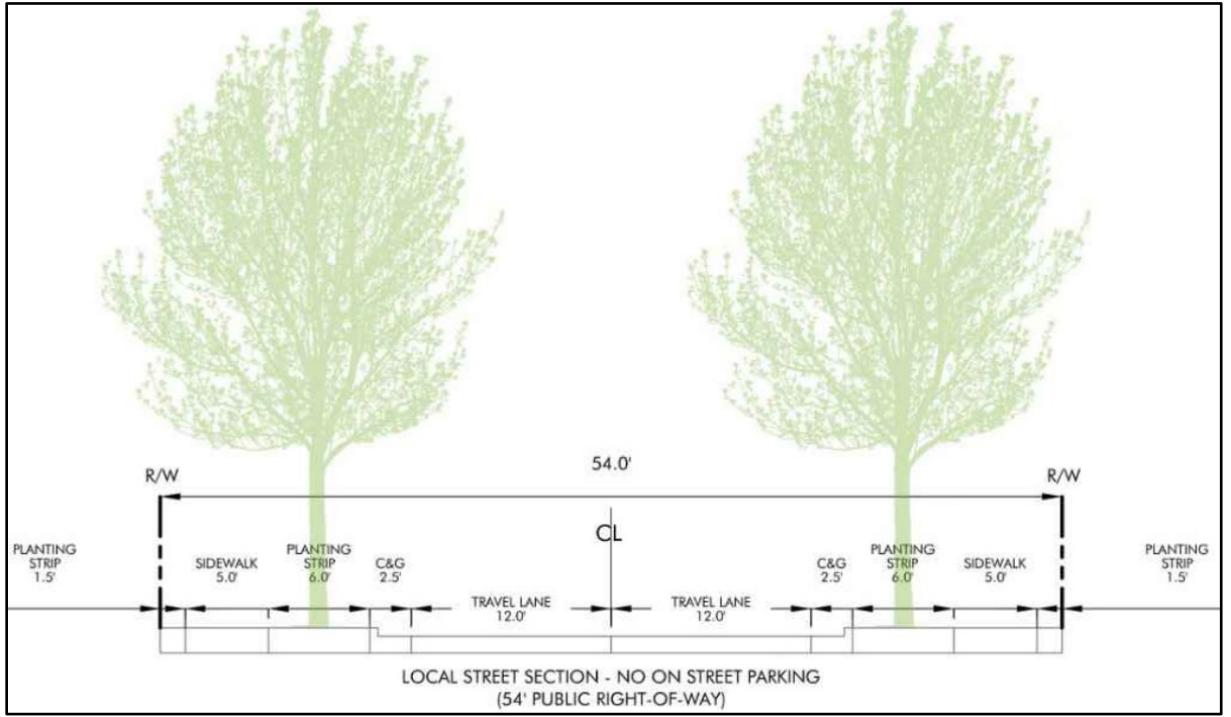 54.0'
R/W
R/W
CL
PLANTING
STRIP
1.5'
SIDEWALK
5.0'
PLANTING
STRIP
6.0'
C&G
2.5'
TRAVEL LANE
12.0'
TRAVEL LANE
12.0'
C&G
2.5'
PLANTING
STRIP
6.0'
SIDEWALK
5.0'
PLANTING
STRIP
1.5'
LOCAL STREET SECTION - NO ON STREET PARKING
(54' PUBLIC RIGHT-OF-WAY)